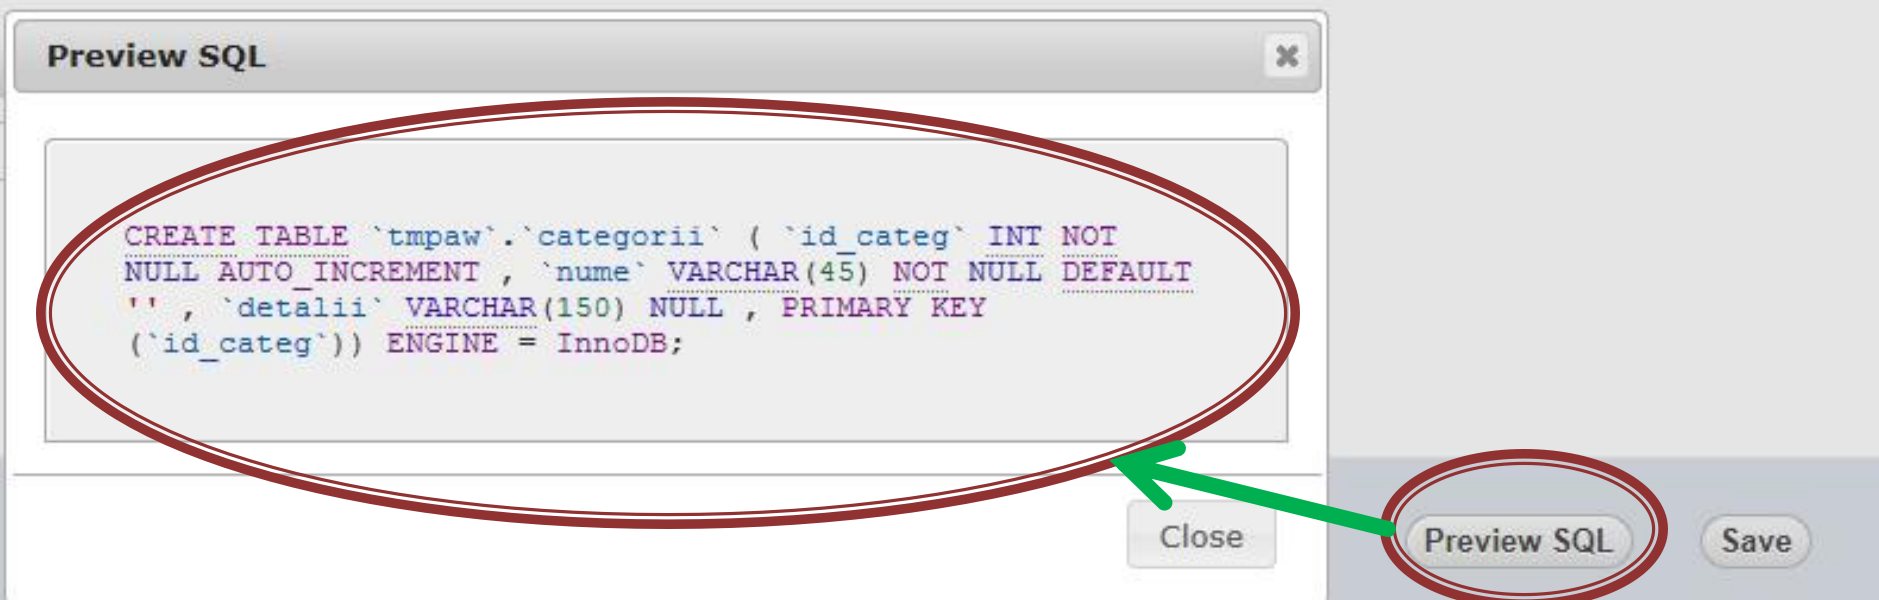 Preview SQL
CREATE TABLE `tmpaw`.`categorii` ( `id_categ` INT NOT
NULL AUTO_INCREMENT , `nume` VARCHAR(45) NOT NULL DEFAULT
'' , `detalii` VARCHAR(150) NULL , PRIMARY KEY
(`id_categ`)) ENGINE = InnoDB;
Close
Preview SQL
Save